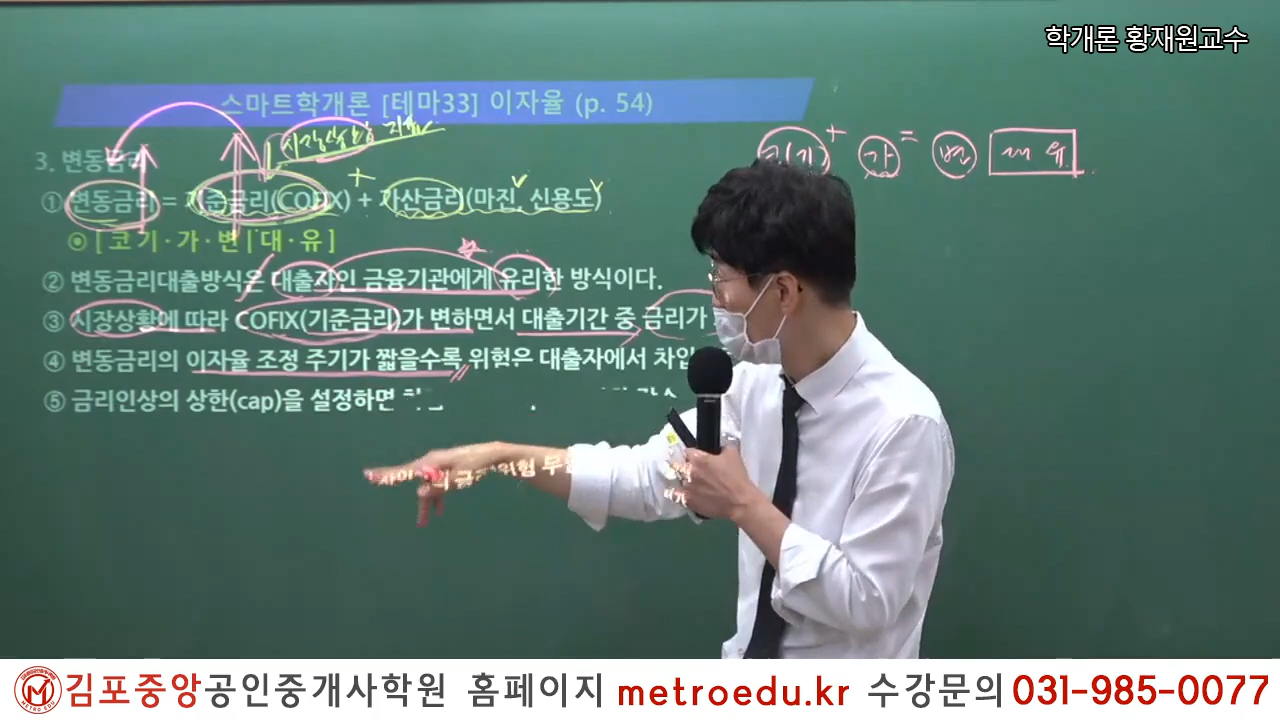 학개론 황재원교수
스마트학개론 [테마33] 이자율 (p. 54)
3. 변동금리
① 변동금리 = 기준금리(COFIX) + 가산금리(마진, 신용도)
◉ [ 코 기 · 가 · 변 | 대 · 유 ]
② 변동금리대출방식은 대출자인 금융기관에게 유리한 방식이다.
③ 시장상황에 따라 COFIX(기준금리)가 변하면서 대출기간 중 금리가
④ 변동금리의 이자율 조정 주기가 짧을수록 위험은 대출자에서 차입
⑤ 금리인상의 상한(cap)을 설정하면
+ 가 = 변 대 유
김포중앙공인중개사학원 홈페이지 metroedu.kr 수강문의 031-985-0077